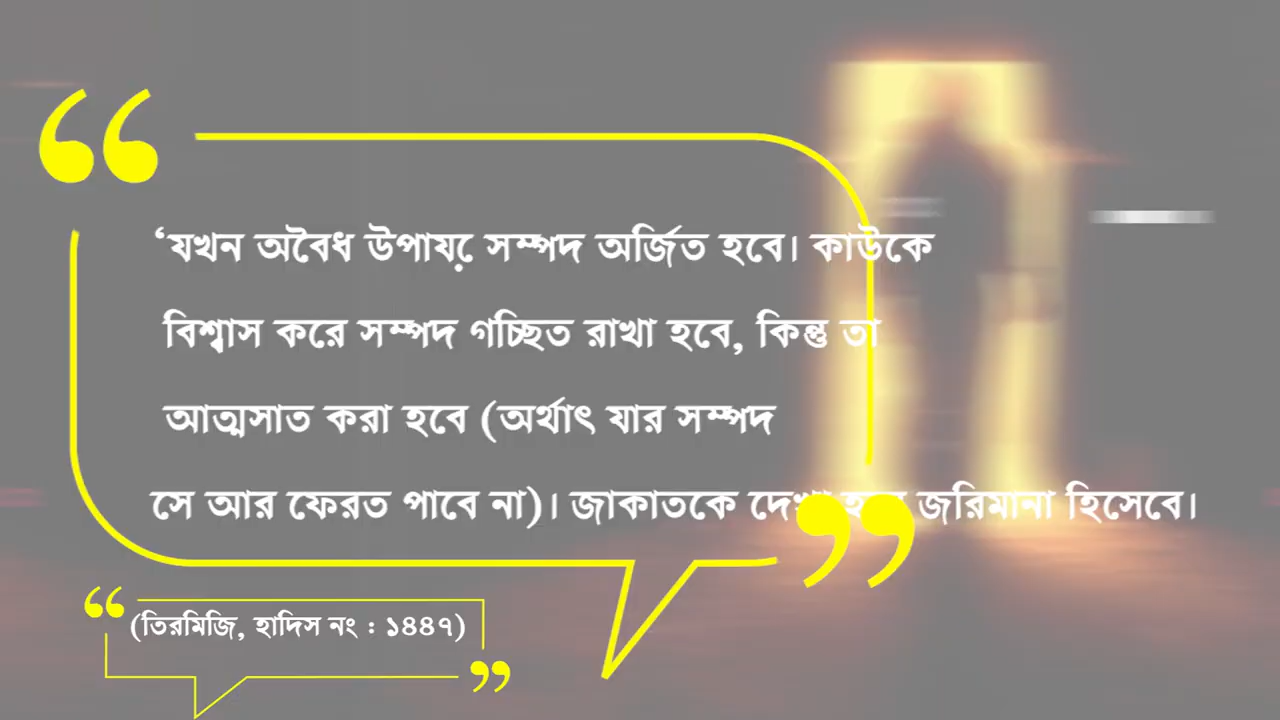 ‘যখন অবৈধ উপায়ে সম্পদ অর্জিত হবে। কাউকে
বিশ্বাস করে সম্পদ গচ্ছিত রাখা হবে, কিন্তু তা
আত্মসাত করা হবে (অর্থাৎ যার সম্পদ
সে আর ফেরত পাবে না)। জাকাতকে দেখা হবে জরিমানা হিসেবে।
(তিরমিজি, হাদিস নং : ১৪৪৭)